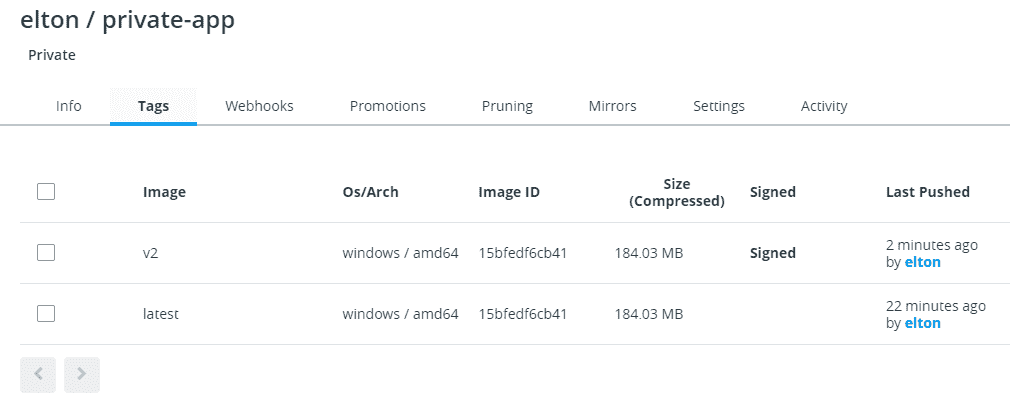 elton / private-app
Private
Info Tags Webhooks Promotions Pruning Mirrors Settings Activity
Image Os/Arch Image ID Size (Compressed) Signed Last Pushed
v2 windows / amd64 15bfedf6cb41 184.03 MB Signed 2 minutes ago
by elton
latest windows / amd64 15bfedf6cb41 184.03 MB 22 minutes ago
by elton